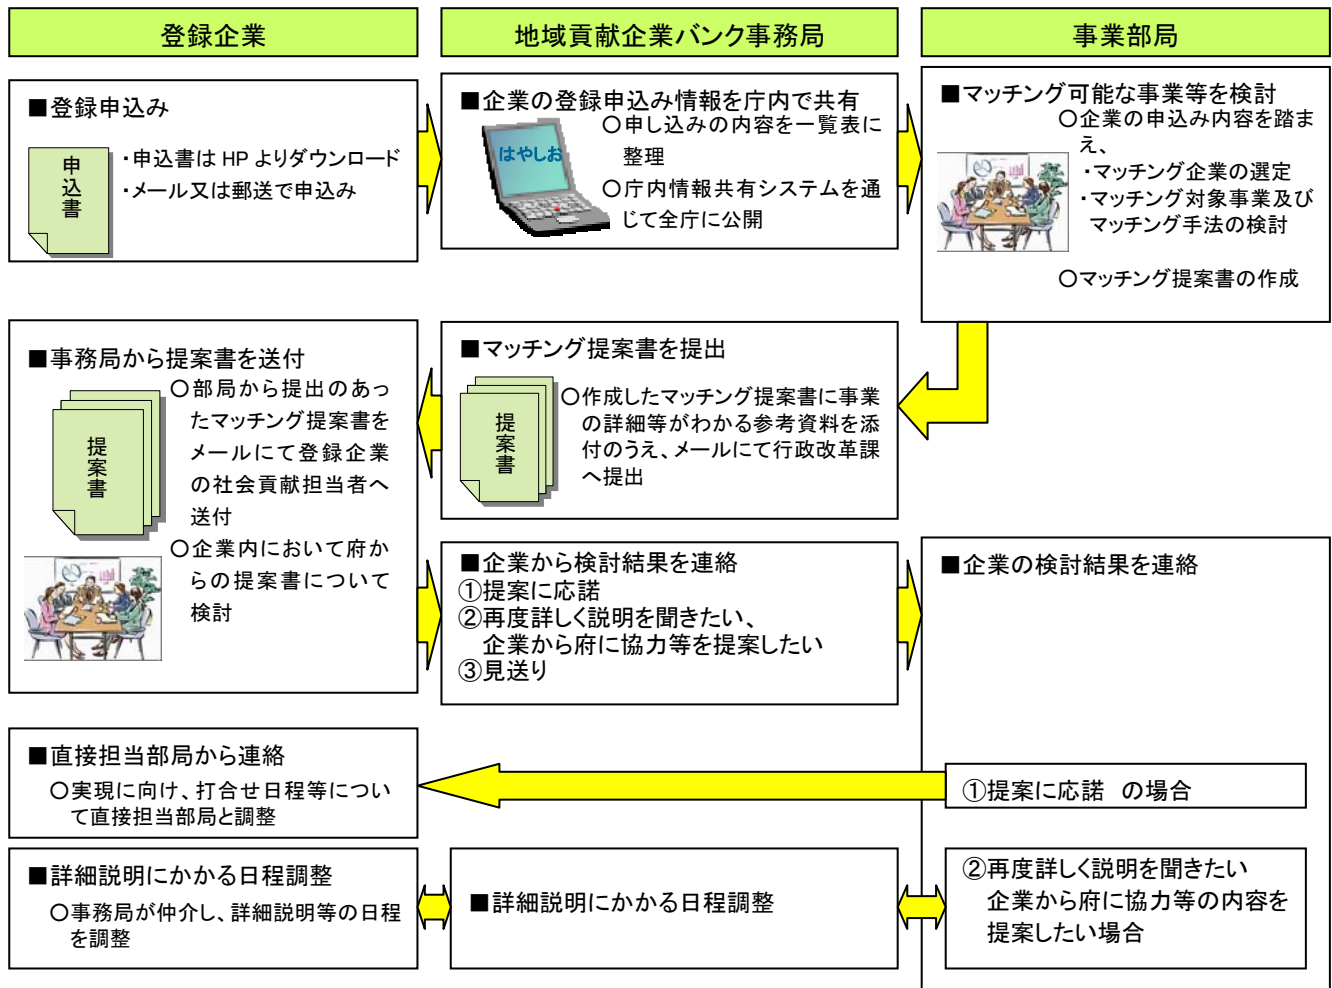 登録企業
地域貢献企業バンク事務局
事業部局
■登録申込み
申込書
・申込書は HP よりダウンロード
・メール又は郵送で申込み
■企業の登録申込み情報を庁内で共有
はやしお
○申し込みの内容を一覧表に
整理
○庁内情報共有システムを通
じて全庁に公開
■マッチング可能な事業等を検討
○企業の申込み内容を踏ま
え、
・マッチング企業の選定
・マッチング対象事業及び
マッチング手法の検討
○マッチング提案書の作成
■事務局から提案書を送付
提案書
○部局から提出のあっ
たマッチング提案書を
メールにて登録企業
の社会貢献担当者へ
送付
○企業内において府か
らの提案書について
検討
■マッチング提案書を提出
提案書
○作成したマッチング提案書に事業
の詳細等がわかる参考資料を添
付のうえ、メールにて行政改革課
へ提出
■企業から検討結果を連絡
①提案に応諾
②再度詳しく説明を聞きたい、
企業から府に協力等を提案したい
③見送り
■企業の検討結果を連絡
■直接担当部局から連絡
○実現に向け、打合せ日程等につい
て直接担当部局と調整
①提案に応諾 の場合
■詳細説明にかかる日程調整
○事務局が仲介し、詳細説明等の日程
を調整
■詳細説明にかかる日程調整
②再度詳しく説明を聞きたい
企業から府に協力等の内容を
提案したい場合